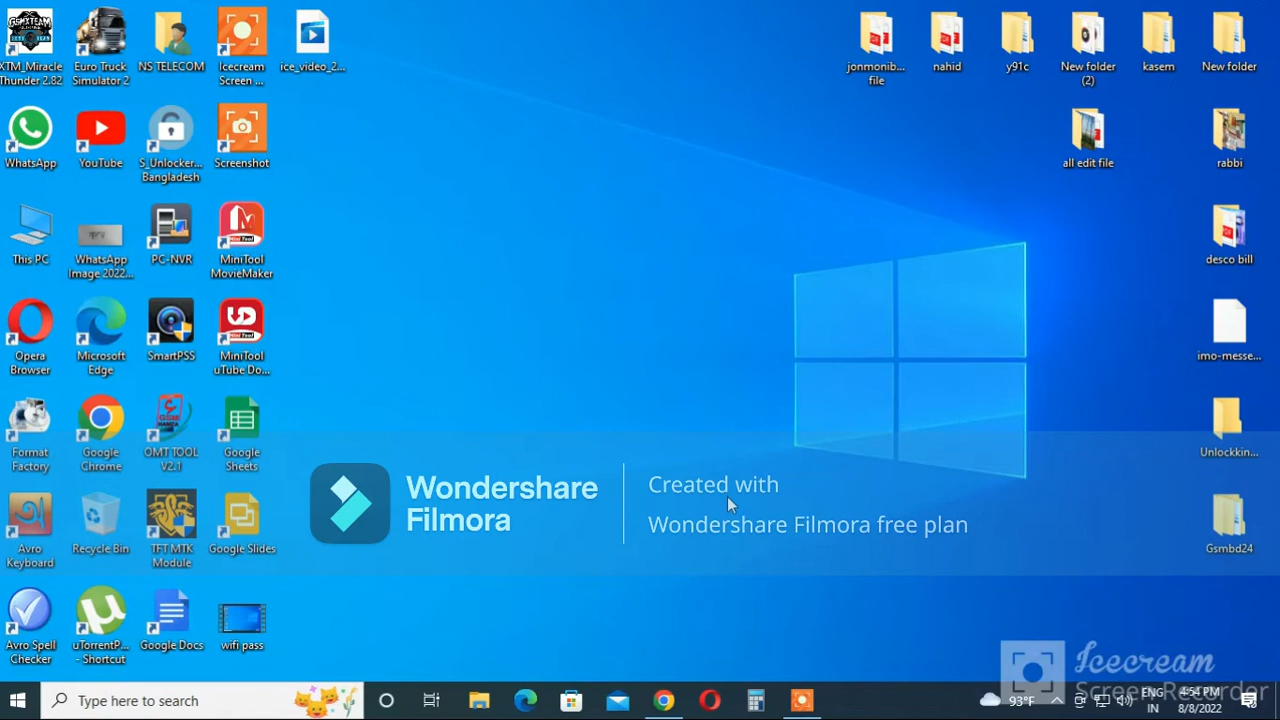 XTM_Miracle
Thunder 2.82
Euro Truck
Simulator 2
NS TELECOM
Icecream
Screen ...
ice_video_2...
jonmonib...
file
nahid
y91c
New folder
(2)
kasem
New folder
WhatsApp
YouTube
S_Unlocker...
Bangladesh
Screenshot
all edit file
rabbi
This PC
WhatsApp
Image 2022...
PC-NVR
MiniTool
MovieMaker
desco bill
Opera
Browser
Microsoft
Edge
SmartPSS
MiniTool
uTube Do...
imo-messe...
Format
Factory
Google
Chrome
OMT TOOL
V2.1
Google
Sheets
Unlockkin...
Wondershare
Filmora
Created with
Wondershare Filmora free plan
Avro
Keyboard
Recycle Bin
TFT MTK
Module
Google Slides
Gsmbd24
Avro Spell
Checker
uTorrentP...
- Shortcut
Google Docs
wifi pass
Icecream
Screen Recorder
Type here to search
93°F
ENG
IN
4:54 PM
8/8/2022